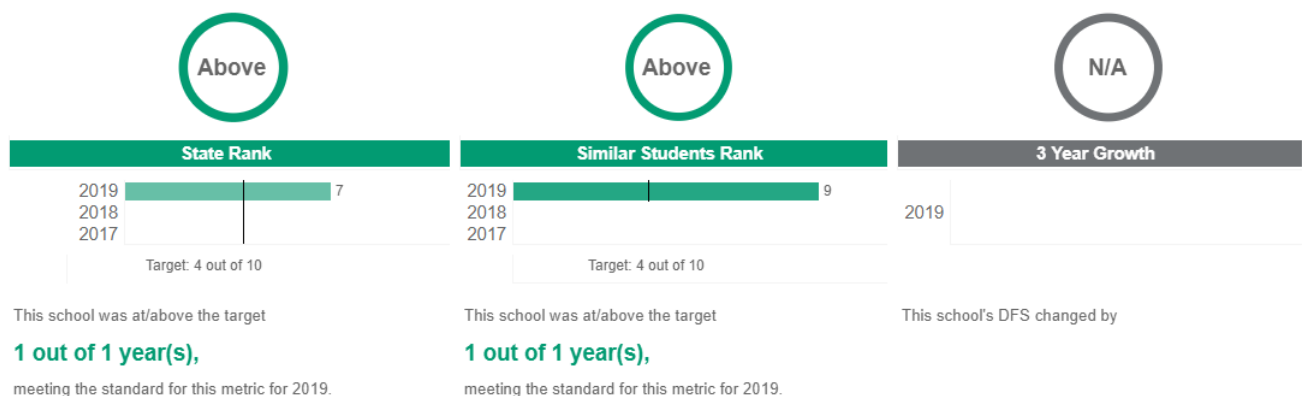 Above
State Rank
2019 7
2018
2017
Target: 4 out of 10
This school was at/above the target
1 out of 1 year(s),
meeting the standard for this metric for 2019.
Above
Similar Students Rank
2019 9
2018
2017
Target: 4 out of 10
This school was at/above the target
1 out of 1 year(s),
meeting the standard for this metric for 2019.
N/A
3 Year Growth
2019
This school's DFS changed by